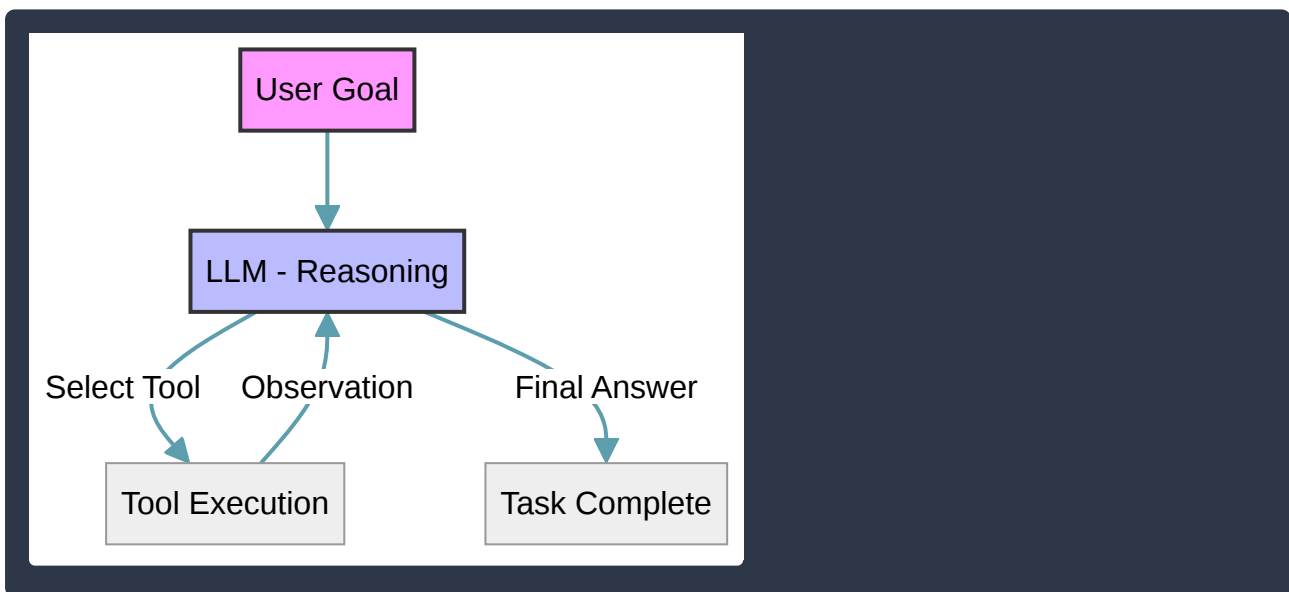 User Goal
LLM - Reasoning
Select Tool
Observation
Final Answer
Tool Execution
Task Complete